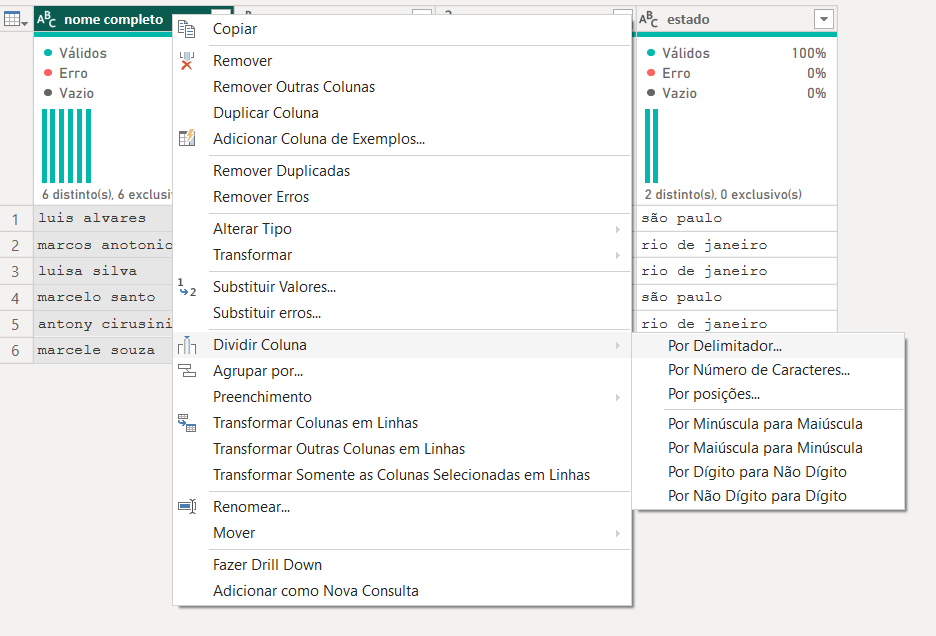 ABC nome completo
ABC estado
Válidos
Erro
Vazio
6 distinto(s), 6 exclusi
Válidos 100%
Erro 0%
Vazio 0%
2 distinto(s), 0 exclusivo(s)
1 luis alvares
2 marcos anotonio
3 luisa silva
4 marcelo santo
5 antony cirusini
6 marcele souza
são paulo
rio de janeiro
rio de janeiro
são paulo
rio de janeiro
Copiar
Remover
Remover Outras Colunas
Duplicar Coluna
Adicionar Coluna de Exemplos...
Remover Duplicadas
Remover Erros
Alterar Tipo
Transformar
Substituir Valores...
Substituir erros...
Dividir Coluna
Agrupar por...
Preenchimento
Transformar Colunas em Linhas
Transformar Outras Colunas em Linhas
Transformar Somente as Colunas Selecionadas em Linhas
Renomear...
Mover
Fazer Drill Down
Adicionar como Nova Consulta
Por Delimitador...
Por Número de Caracteres...
Por posições...
Por Minúscula para Maiúscula
Por Maiúscula para Minúscula
Por Dígito para Não Dígito
Por Não Dígito para Dígito